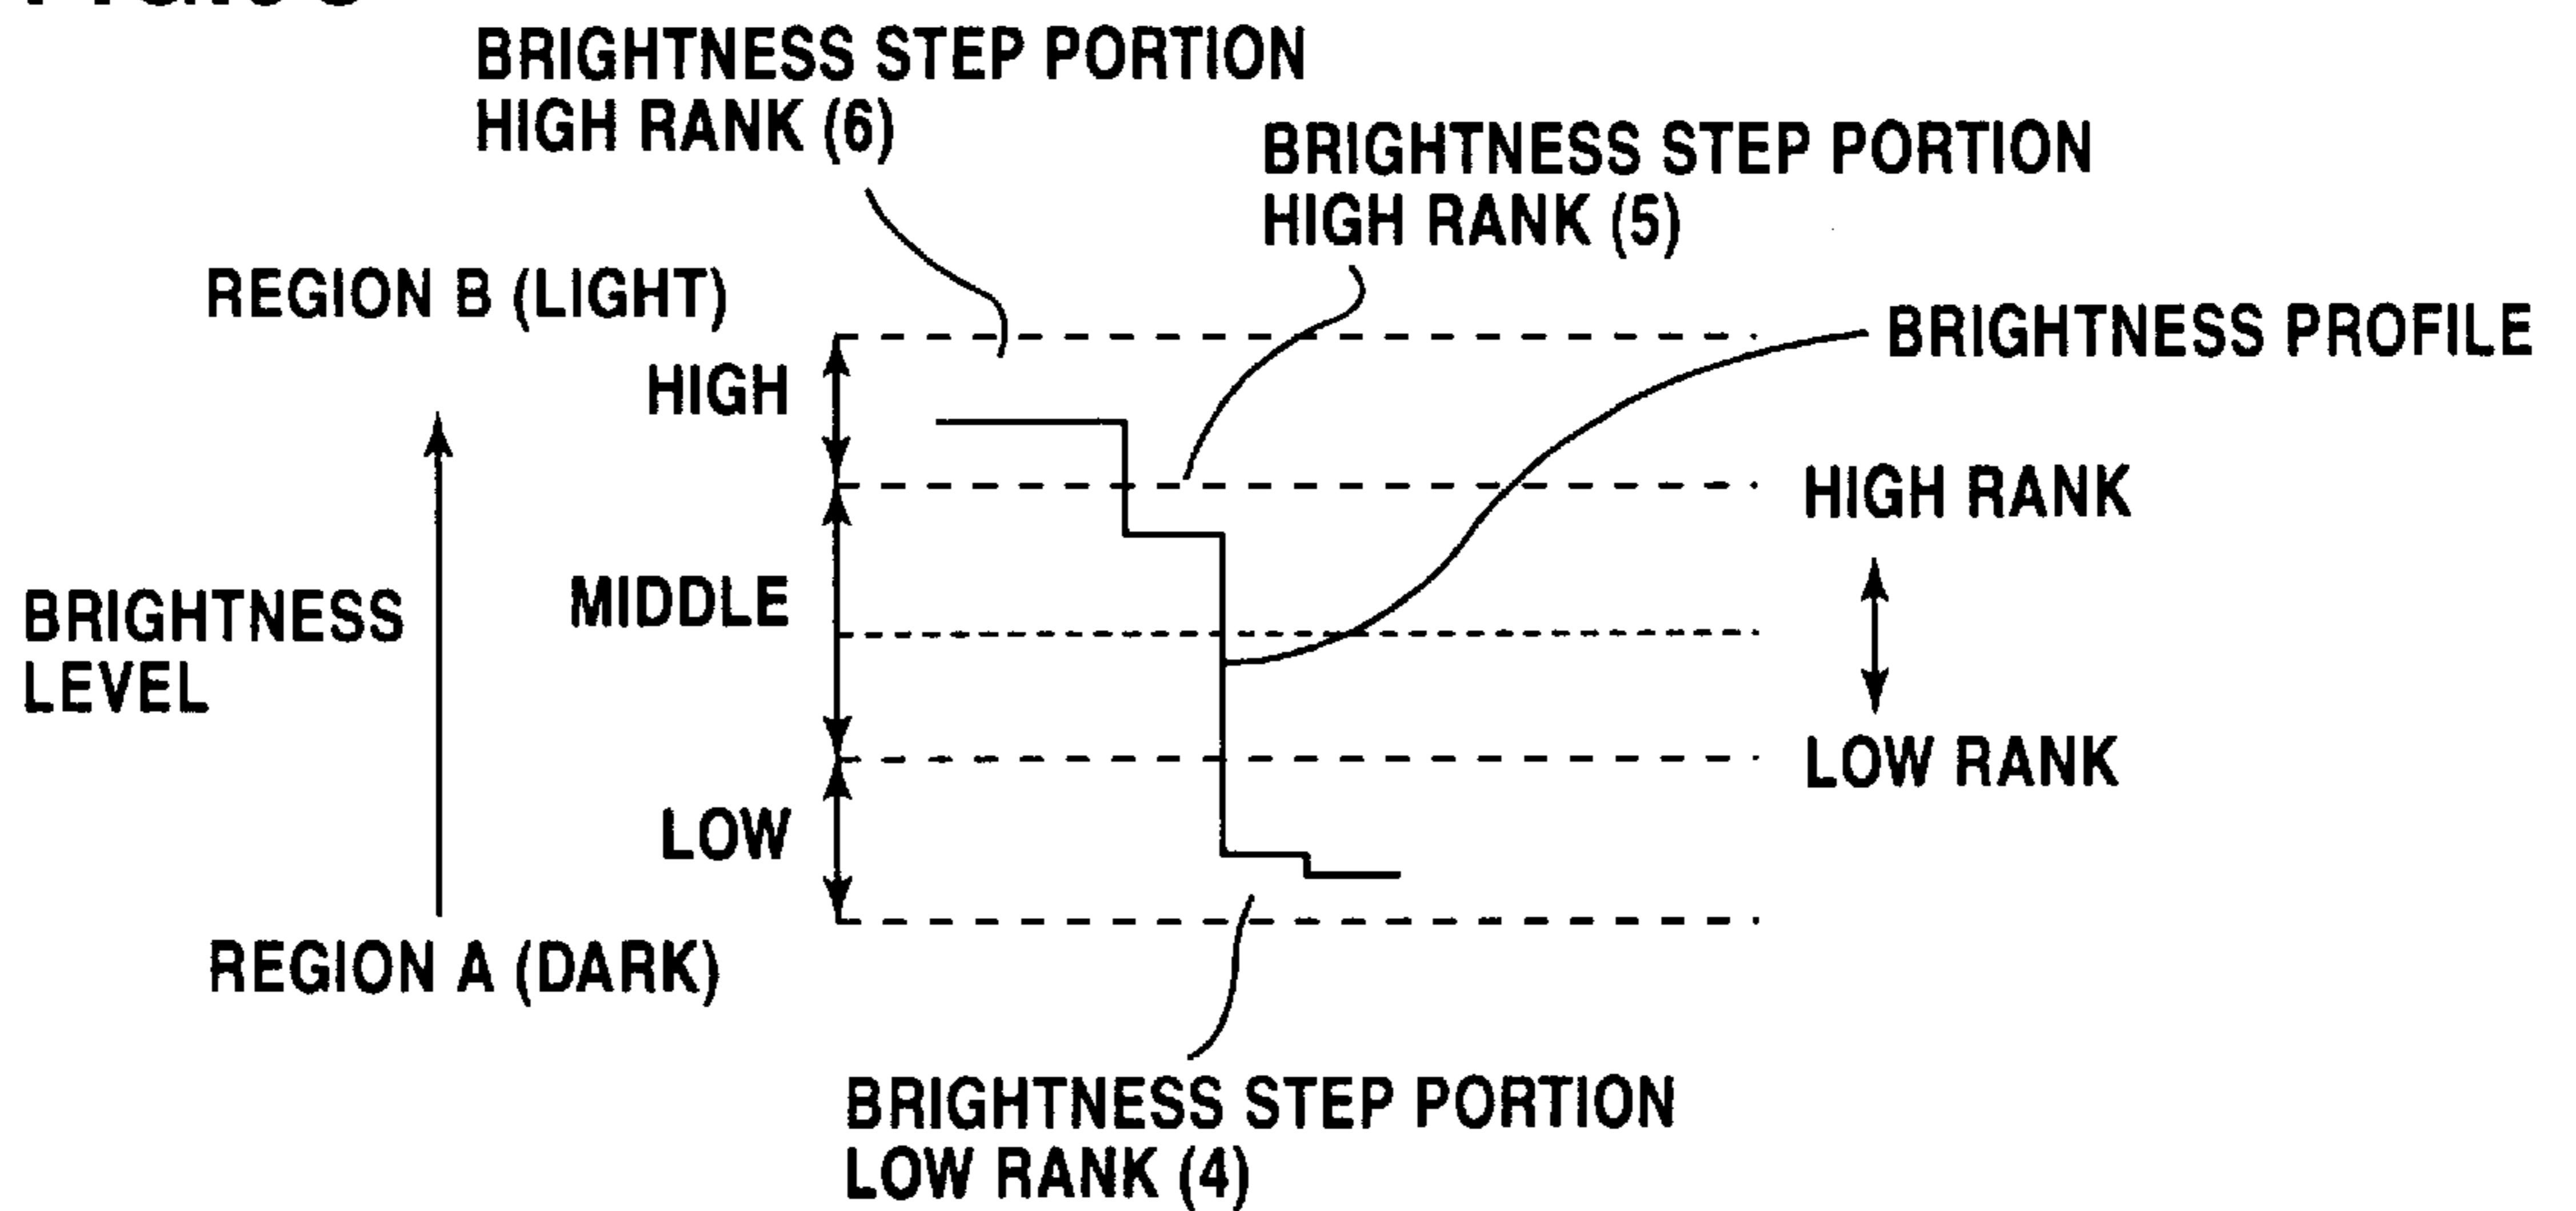 BRIGHTNESS STEP PORTION
HIGH RANK (6)
BRIGHTNESS STEP PORTION
HIGH RANK (5)
REGION B (LIGHT)
BRIGHTNESS PROFILE
HIGH
HIGH RANK
MIDDLE
BRIGHTNESS
LEVEL
LOW RANK
LOW
REGION A (DARK)
BRIGHTNESS STEP PORTION
LOW RANK (4)